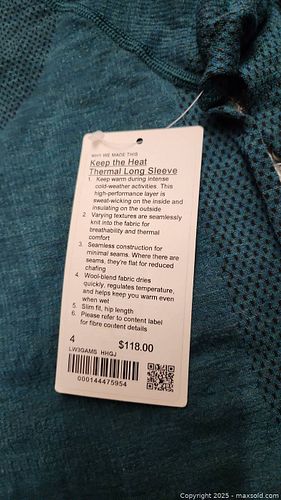 WHY WE MADE THIS
Keep the Heat
Thermal Long Sleeve
1. Keep warm during intense
cold-weather activities. This
high-performance layer is
sweat-wicking on the inside and
insulating on the outside
2. Varying textures are seamlessly
knit into the fabric for
breathability and thermal
comfort
3. Seamless construction for
minimal seams. Where there are
seams, they're flat for reduced
chafing
4. Wool-blend fabric dries
quickly, regulates temperature,
and helps keep you warm even
when wet
5. Slim fit, hip length
6. Please refer to content label
for fibre content details
4 $118.00
LW3GAMS HHGJ
000144475954
Copyright 2025 - maxsold.com